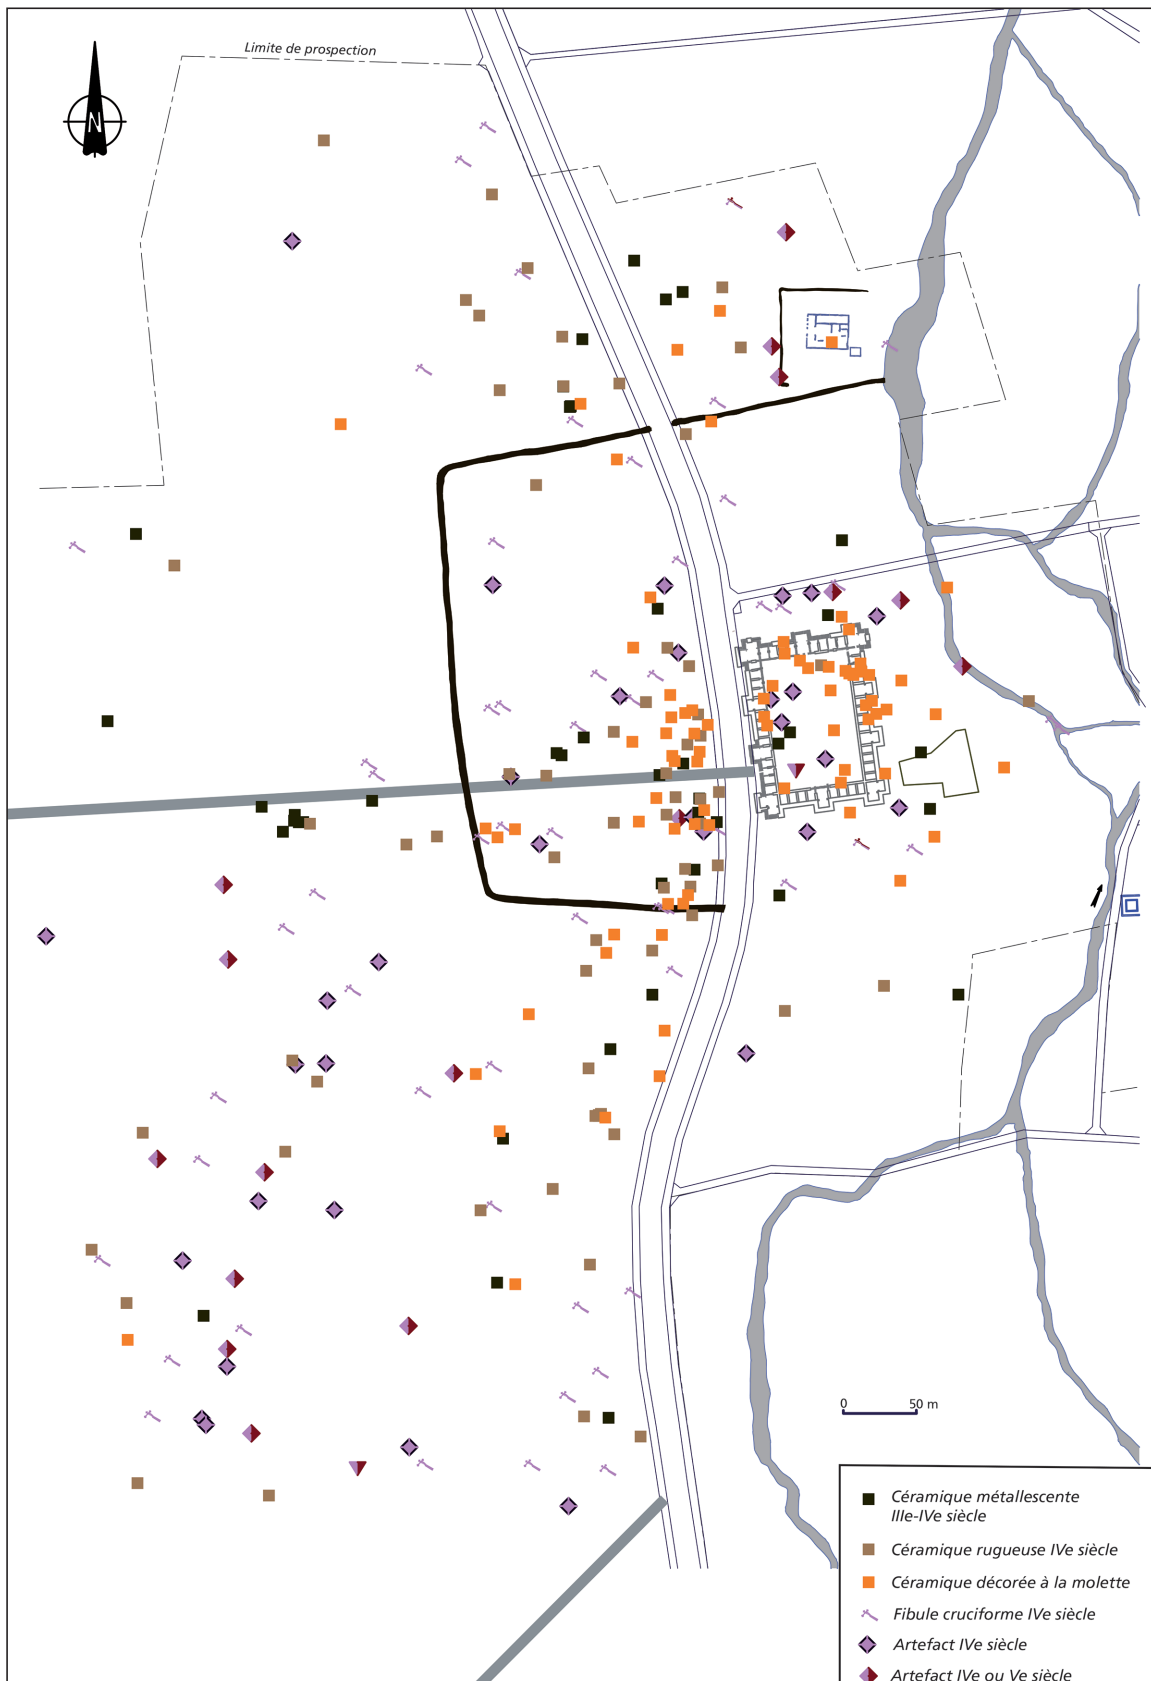 Limite de prospection
N
0 50 m
Céramique métallescente
IIIe-IVe siècle
Céramique rugueuse IVe siècle
Céramique décorée à la molette
Fibule cruciforme IVe siècle
Artefact IVe siècle
Artefact IVe ou Ve siècle